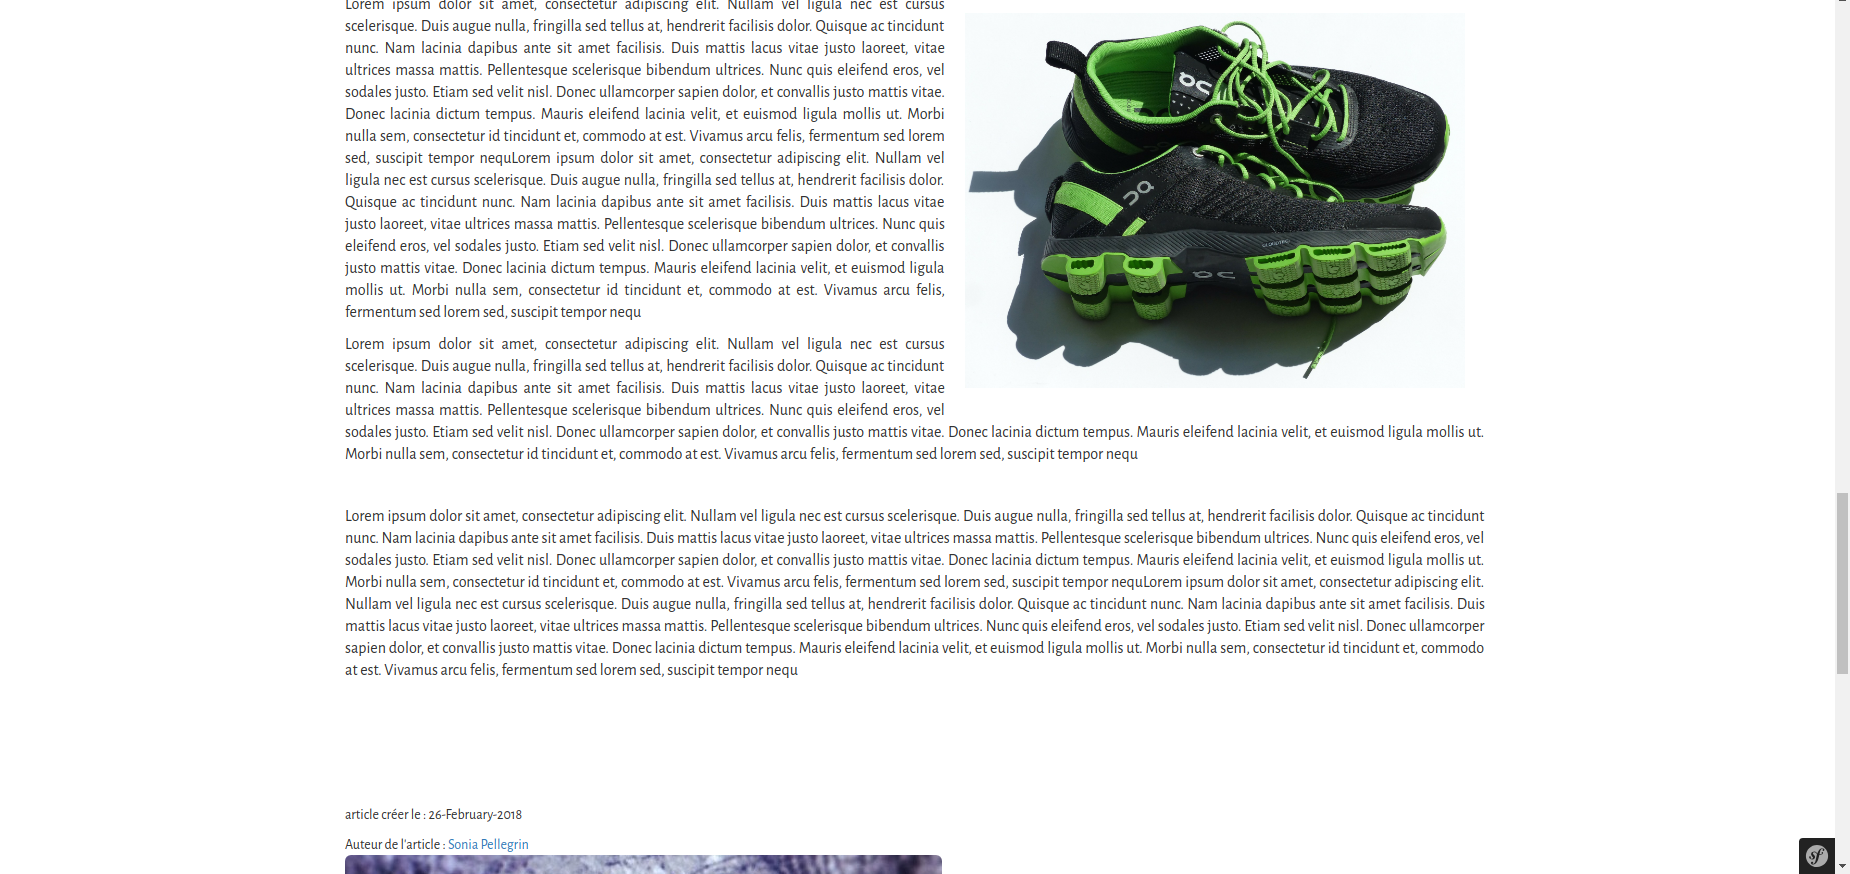 Lorem ipsum dolor sit amet, consectetur adipiscing elit. Nullam vel ligula nec est cursus
scelerisque. Duis augue nulla, fringilla sed tellus at, hendrerit facilisis dolor. Quisque ac tincidunt
nunc. Nam lacinia dapibus ante sit amet facilisis. Duis mattis lacus vitae justo laoreet, vitae
ultrices massa mattis. Pellentesque scelerisque bibendum ultrices. Nunc quis eleifend eros, vel
sodales justo. Etiam sed velit nisl. Donec ullamcorper sapien dolor, et convallis justo mattis vitae.
Donec lacinia dictum tempus. Mauris eleifend lacinia velit, et euismod ligula mollis ut. Morbi
nulla sem, consectetur id tincidunt et, commodo at est. Vivamus arcu felis, fermentum sed lorem
sed, suscipit tempor nequLorem ipsum dolor sit amet, consectetur adipiscing elit. Nullam vel
ligula nec est cursus scelerisque. Duis augue nulla, fringilla sed tellus at, hendrerit facilisis dolor.
Quisque ac tincidunt nunc. Nam lacinia dapibus ante sit amet facilisis. Duis mattis lacus vitae
justo laoreet, vitae ultrices massa mattis. Pellentesque scelerisque bibendum ultrices. Nunc quis
eleifend eros, vel sodales justo. Etiam sed velit nisl. Donec ullamcorper sapien dolor, et convallis
justo mattis vitae. Donec lacinia dictum tempus. Mauris eleifend lacinia velit, et euismod ligula
mollis ut. Morbi nulla sem, consectetur id tincidunt et, commodo at est. Vivamus arcu felis,
fermentum sed lorem sed, suscipit tempor nequ
Lorem ipsum dolor sit amet, consectetur adipiscing elit. Nullam vel ligula nec est cursus
scelerisque. Duis augue nulla, fringilla sed tellus at, hendrerit facilisis dolor. Quisque ac tincidunt
nunc. Nam lacinia dapibus ante sit amet facilisis. Duis mattis lacus vitae justo laoreet, vitae
ultrices massa mattis. Pellentesque scelerisque bibendum ultrices. Nunc quis eleifend eros, vel
sodales justo. Etiam sed velit nisl. Donec ullamcorper sapien dolor, et convallis justo mattis vitae. Donec lacinia dictum tempus. Mauris eleifend lacinia velit, et euismod ligula mollis ut.
Morbi nulla sem, consectetur id tincidunt et, commodo at est. Vivamus arcu felis, fermentum sed lorem sed, suscipit tempor nequ
Lorem ipsum dolor sit amet, consectetur adipiscing elit. Nullam vel ligula nec est cursus scelerisque. Duis augue nulla, fringilla sed tellus at, hendrerit facilisis dolor. Quisque ac tincidunt
nunc. Nam lacinia dapibus ante sit amet facilisis. Duis mattis lacus vitae justo laoreet, vitae ultrices massa mattis. Pellentesque scelerisque bibendum ultrices. Nunc quis eleifend eros, vel
sodales justo. Etiam sed velit nisl. Donec ullamcorper sapien dolor, et convallis justo mattis vitae. Donec lacinia dictum tempus. Mauris eleifend lacinia velit, et euismod ligula mollis ut.
Morbi nulla sem, consectetur id tincidunt et, commodo at est. Vivamus arcu felis, fermentum sed lorem sed, suscipit tempor nequLorem ipsum dolor sit amet, consectetur adipiscing elit.
Nullam vel ligula nec est cursus scelerisque. Duis augue nulla, fringilla sed tellus at, hendrerit facilisis dolor. Quisque ac tincidunt nunc. Nam lacinia dapibus ante sit amet facilisis. Duis
mattis lacus vitae justo laoreet, vitae ultrices massa mattis. Pellentesque scelerisque bibendum ultrices. Nunc quis eleifend eros, vel sodales justo. Etiam sed velit nisl. Donec ullamcorper
sapien dolor, et convallis justo mattis vitae. Donec lacinia dictum tempus. Mauris eleifend lacinia velit, et euismod ligula mollis ut. Morbi nulla sem, consectetur id tincidunt et, commodo
at est. Vivamus arcu felis, fermentum sed lorem sed, suscipit tempor nequ
article créer le : 26-February-2018
Auteur de l'article : Sonia Pellegrin
sf